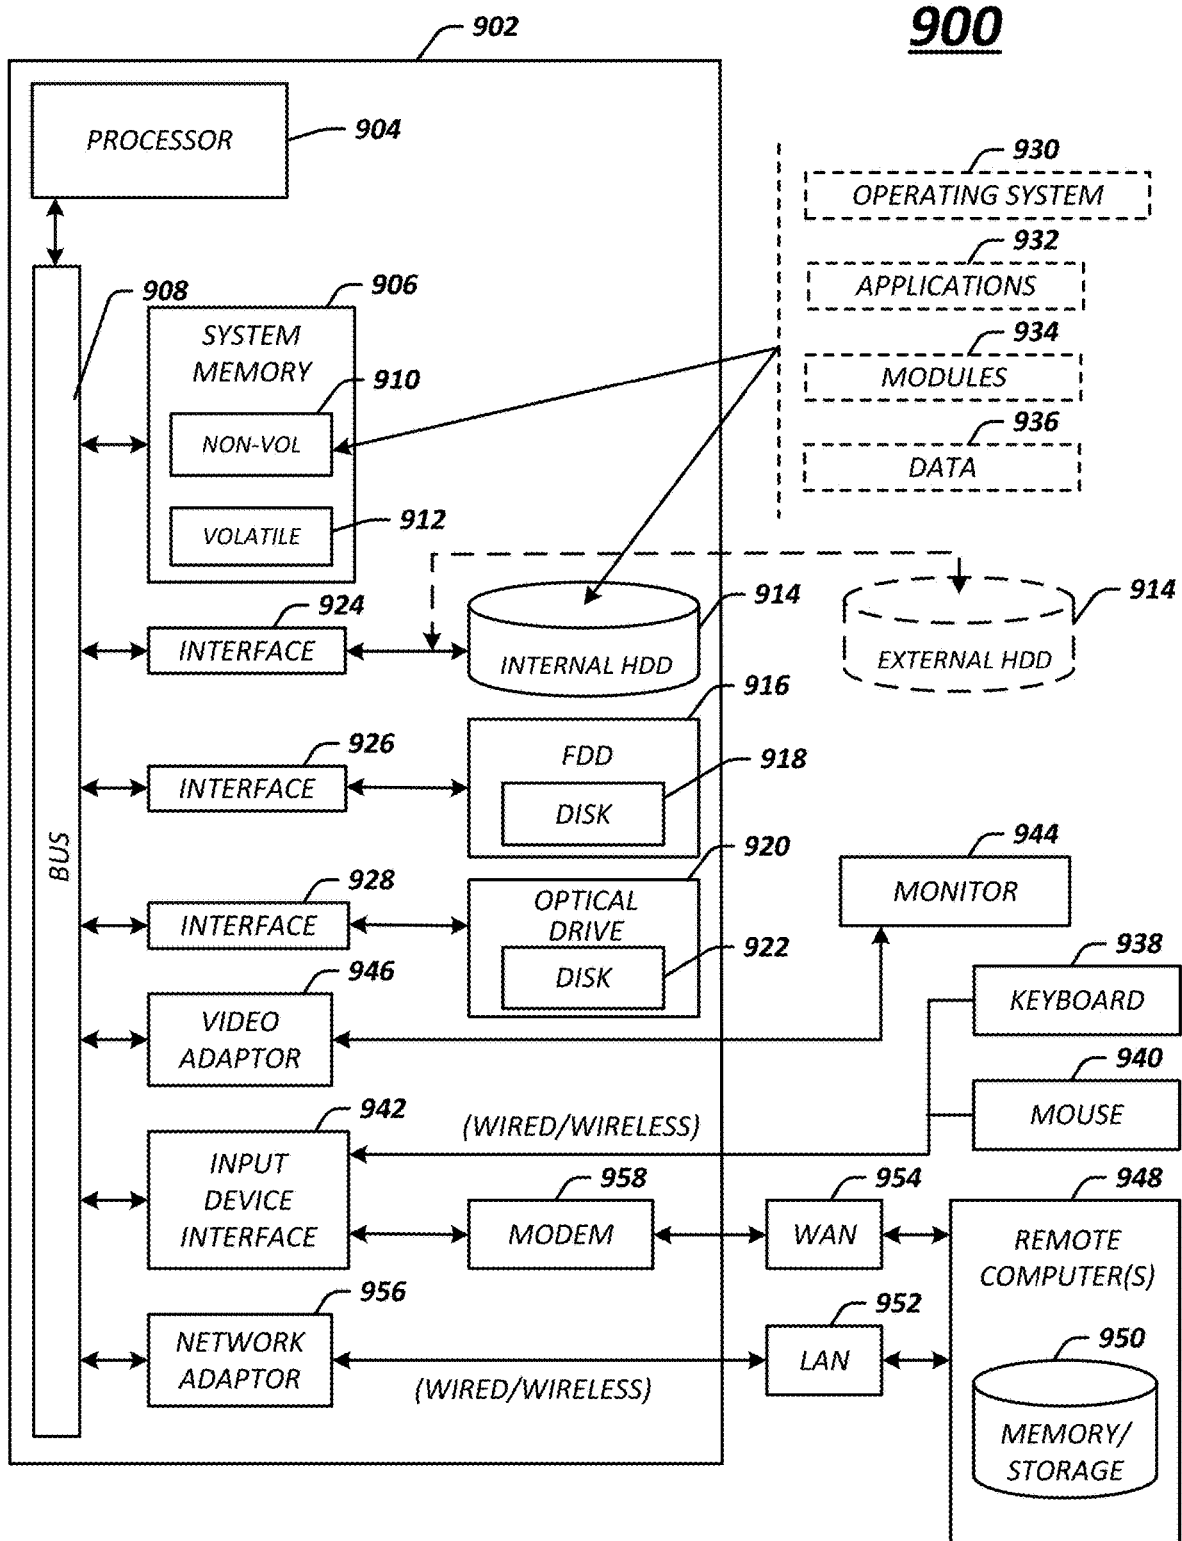 900
902
PROCESSOR
904
930
OPERATING SYSTEM
932
APPLICATIONS
934
MODULES
936
DATA
908
906
SYSTEM
MEMORY
910
NON-VOL
912
VOLATILE
924
INTERFACE
914
INTERNAL HDD
914
EXTERNAL HDD
916
FDD
926
INTERFACE
918
DISK
BUS
920
OPTICAL
DRIVE
928
INTERFACE
922
DISK
944
MONITOR
938
KEYBOARD
946
VIDEO
ADAPTOR
940
MOUSE
942
(WIRED/WIRELESS)
INPUT
DEVICE
INTERFACE
958
MODEM
954
WAN
948
REMOTE
COMPUTER(S)
956
NETWORK
ADAPTOR
(WIRED/WIRELESS)
952
LAN
950
MEMORY/
STORAGE